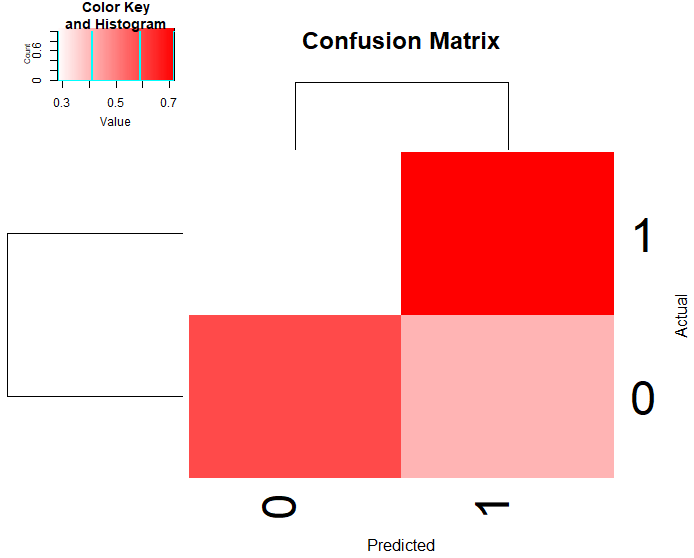 Color Key
and Histogram
Count
0 0.6
0.3 0.5 0.7
Value
Confusion Matrix
1
Actual
0
0 1
Predicted